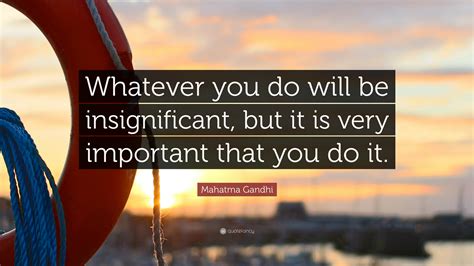 Whatever you do will be
insignificant, but it is very
important that you do it.
Mahatma Gandhi
quotefancy